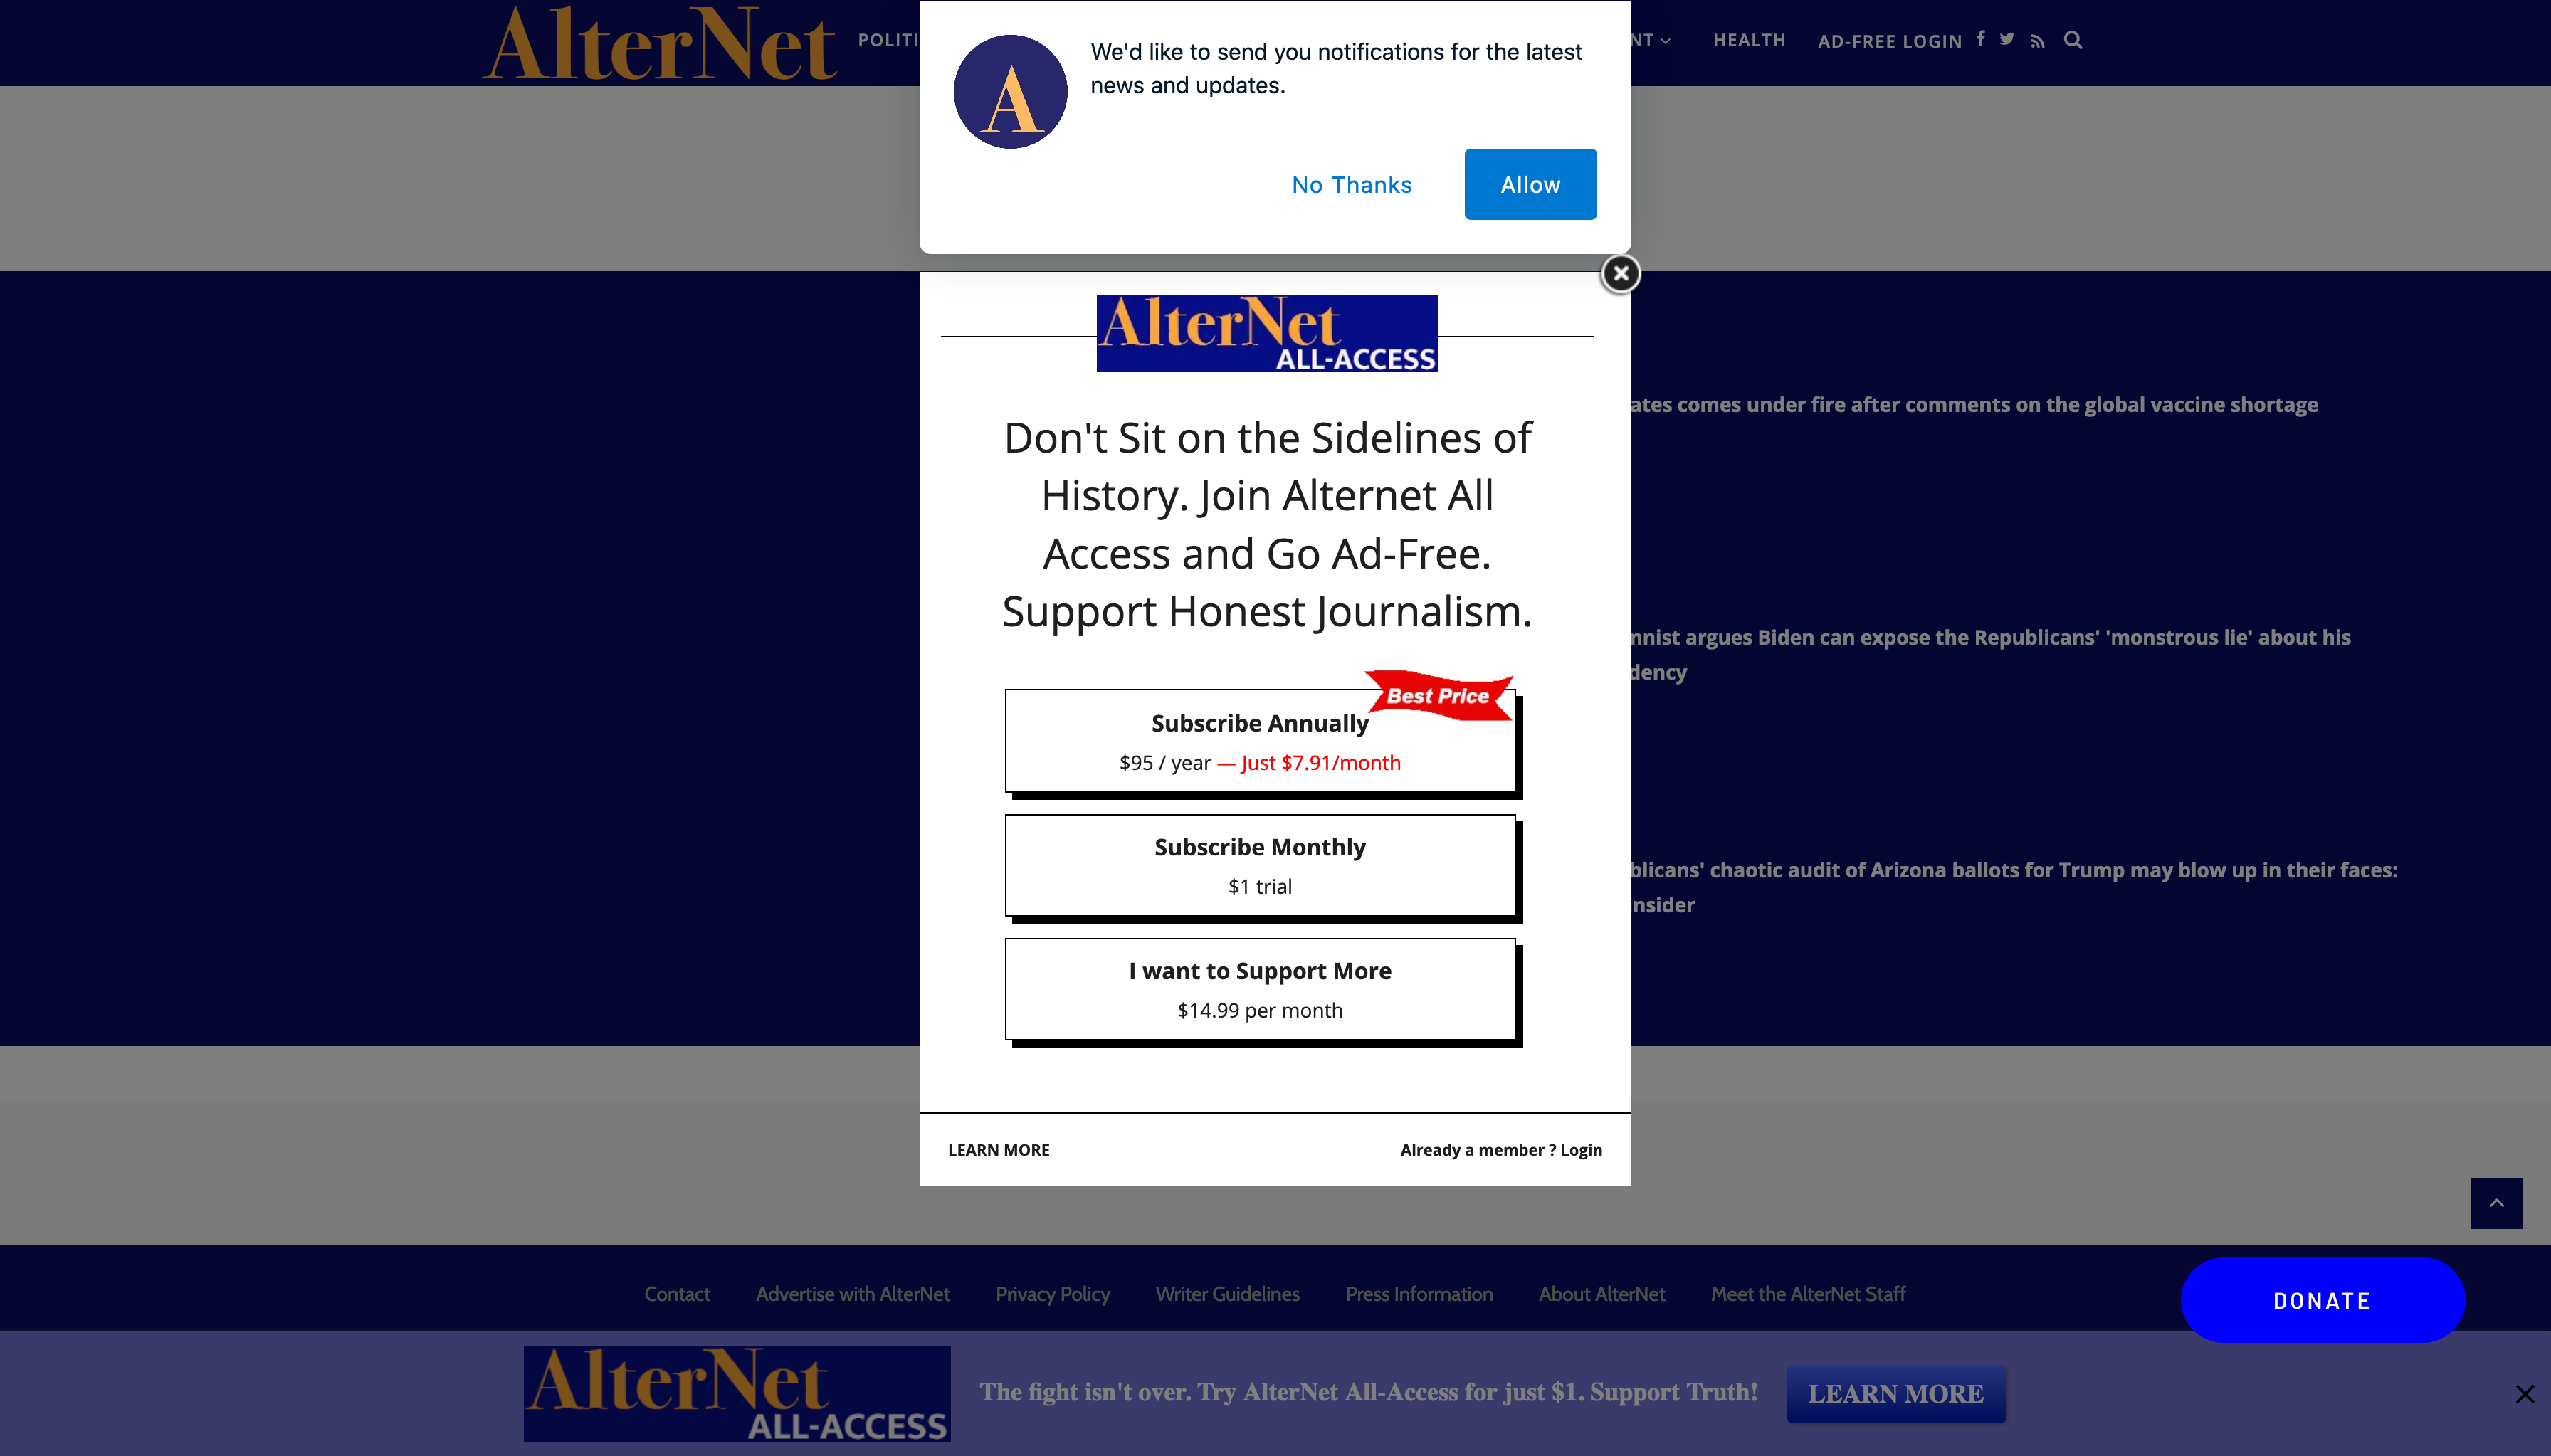 AlterNet
POLITI
NT
HEALTH
AD-FREE LOGIN
A
We'd like to send you notifications for the latest
news and updates.
No Thanks
Allow
AlterNet
ALL-ACCESS
Don't Sit on the Sidelines of
History. Join Alternet All
Access and Go Ad-Free.
Support Honest Journalism.
Best Price
Subscribe Annually
$95 / year — Just $7.91/month
Subscribe Monthly
$1 trial
I want to Support More
$14.99 per month
LEARN MORE
Already a member ? Login
ates comes under fire after comments on the global vaccine shortage
nnist argues Biden can expose the Republicans' 'monstrous lie' about his
dency
blicans' chaotic audit of Arizona ballots for Trump may blow up in their faces:
nsider
Contact
Advertise with AlterNet
Privacy Policy
Writer Guidelines
Press Information
About AlterNet
Meet the AlterNet Staff
DONATE
AlterNet
ALL-ACCESS
The fight isn't over. Try AlterNet All-Access for just $1. Support Truth!
LEARN MORE